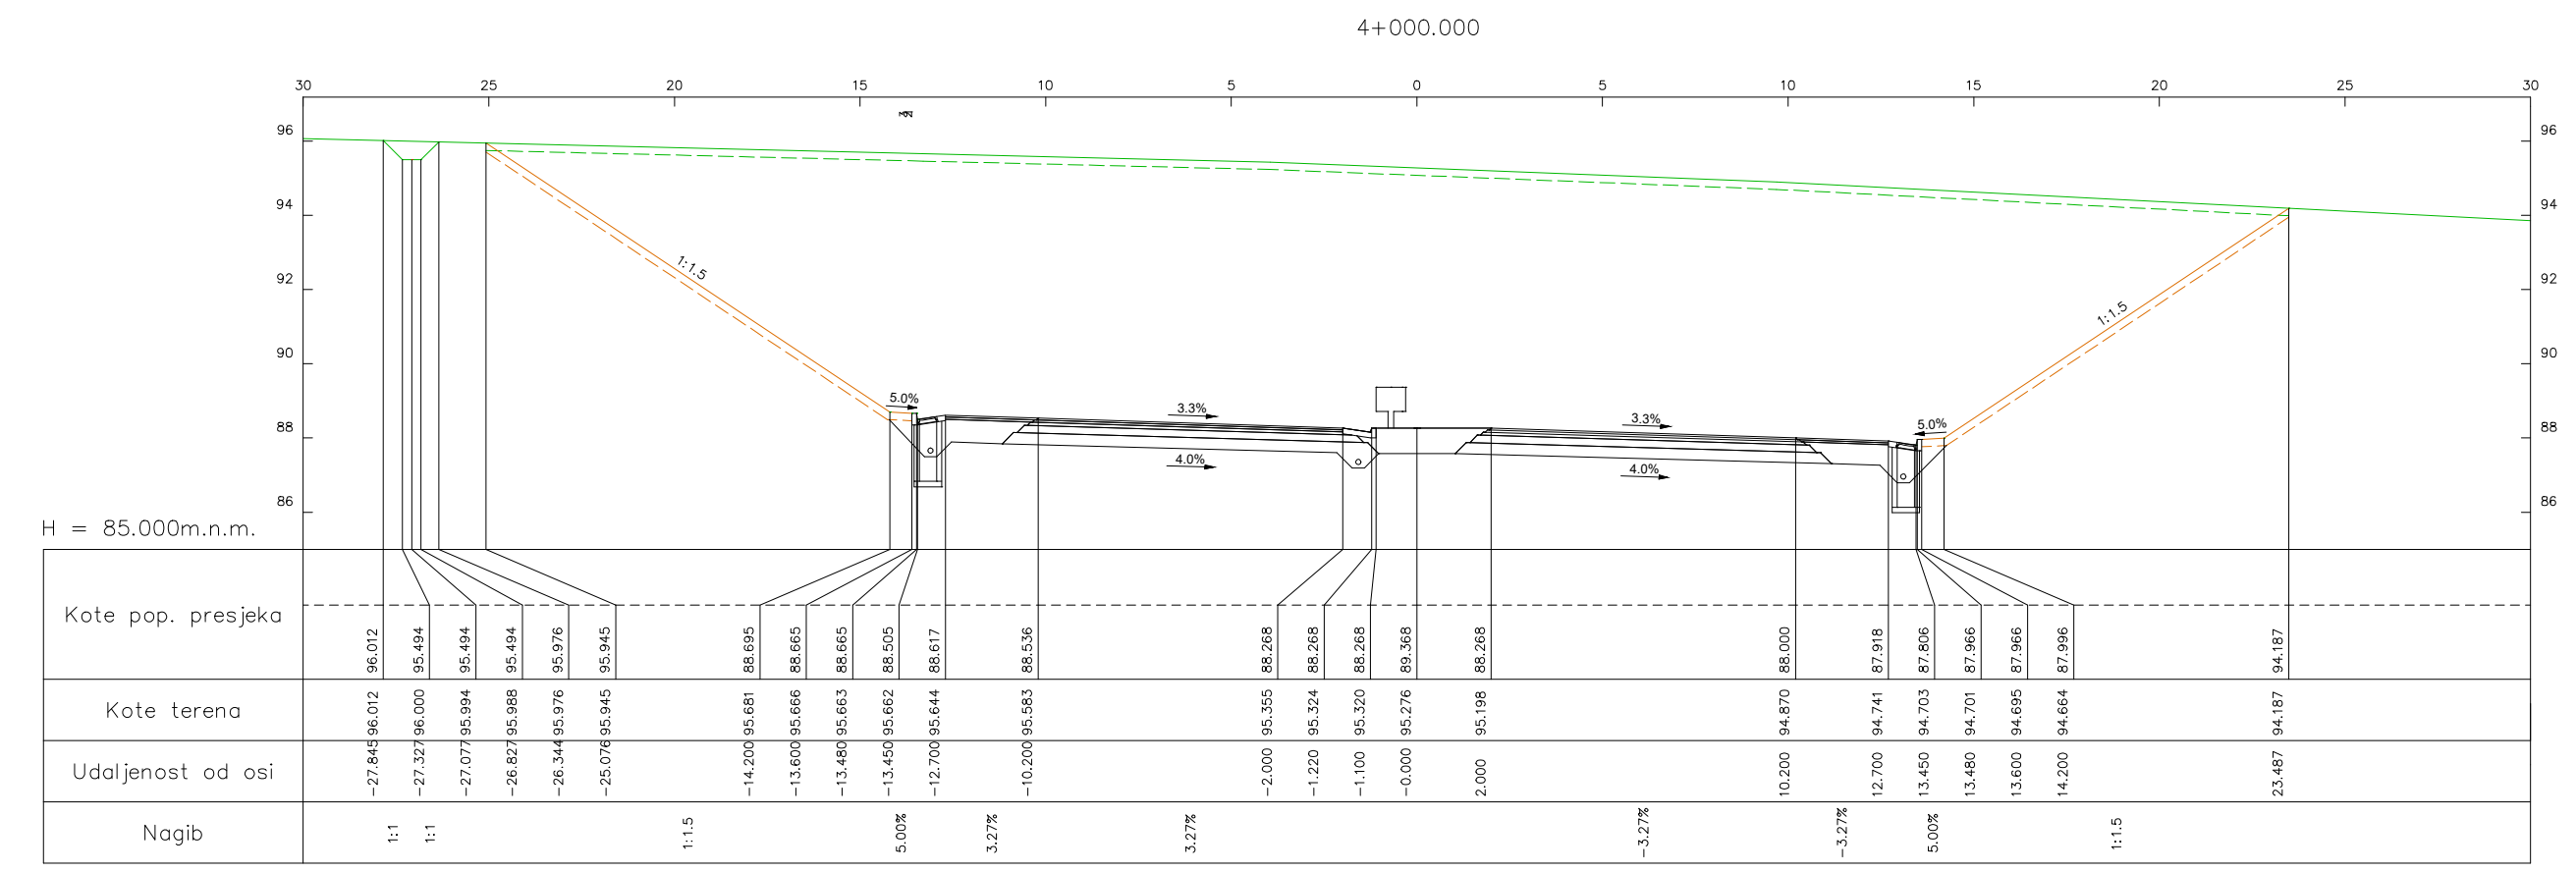 4+000.000
30 25 20 15 10 5 0 5 10 15 20 25 30
96 96
94 94
92 92
90 90
88 88
86 86
1:1.5
1:1.5
5.0%
3.3%
3.3%
5.0%
4.0%
4.0%
H = 85.000m.n.m.
Kote pop. presjeka
96.012 95.494 95.494 95.494 95.976 95.945 88.695 88.665 88.665 88.505 88.617 88.536 88.268 88.268 88.268 89.368 88.268 88.000 87.918 87.806 87.966 87.966 87.996 94.187
Kote terena
96.012 96.000 95.994 95.988 95.976 95.945 95.681 95.666 95.663 95.662 95.644 95.583 95.355 95.324 95.320 95.276 95.198 94.870 94.741 94.703 94.701 94.695 94.664 94.187
Udaljenost od osi
-27.845 -27.327 -27.077 -26.827 -26.344 -25.076 -14.200 -13.600 -13.480 -13.450 -12.700 -10.200 -2.000 -1.220 -1.100 -0.000 2.000 10.200 12.700 13.450 13.480 13.600 14.200 23.487
Nagib
1:1 1:1 1:1.5 5.00% 3.27% 3.27% -3.27% -3.27% 5.00% 1:1.5